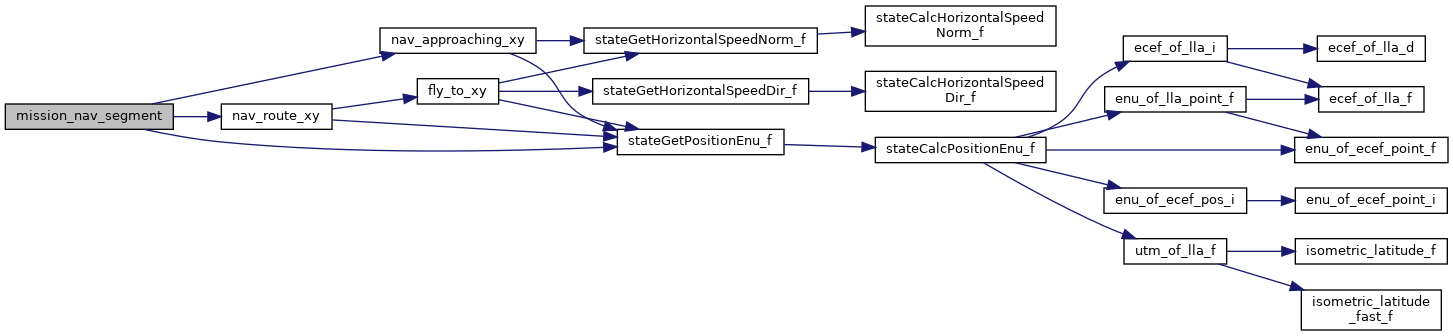 mission_nav_segment
nav_approaching_xy
nav_route_xy
fly_to_xy
stateGetHorizontalSpeedNorm_f
stateGetHorizontalSpeedDir_f
stateGetPositionEnu_f
stateCalcHorizontalSpeed
Norm_f
stateCalcHorizontalSpeed
Dir_f
stateCalcPositionEnu_f
ecef_of_lla_i
enu_of_lla_point_f
enu_of_ecef_pos_i
utm_of_lla_f
ecef_of_lla_d
ecef_of_lla_f
enu_of_ecef_point_f
enu_of_ecef_point_i
isometric_latitude_f
isometric_latitude
_fast_f